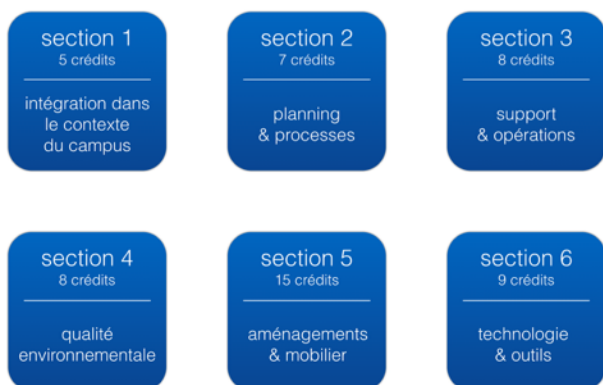 section 1
5 crédits
intégration dans
le contexte
du campus
section 2
7 crédits
planning
& processes
section 3
8 crédits
support
& opérations
section 4
8 crédits
qualité
environnementale
section 5
15 crédits
aménagements
& mobilier
section 6
9 crédits
technologie
& outils